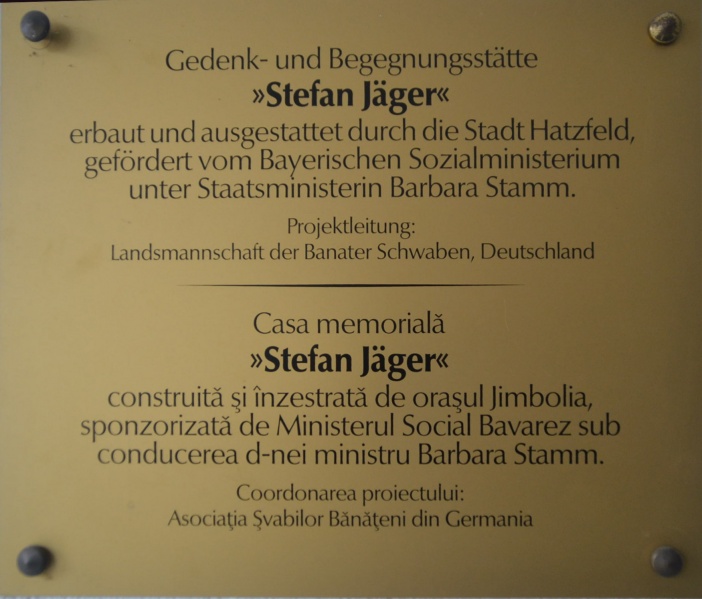 Gedenk- und Begegnungsstätte
»Stefan Jäger«
erbaut und ausgestattet durch die Stadt Hatzfeld,
gefördert vom Bayerischen Sozialministerium
unter Staatsministerin Barbara Stamm.
Projektleitung:
Landsmannschaft der Banater Schwaben, Deutschland
Casa memorială
»Stefan Jäger«
construită şi înzestrată de oraşul Jimbolia,
sponzorizată de Ministerul Social Bavarez sub
conducerea d-nei ministru Barbara Stamm.
Coordonarea proiectului:
Asociaţia Şvabilor Bănăţeni din Germania